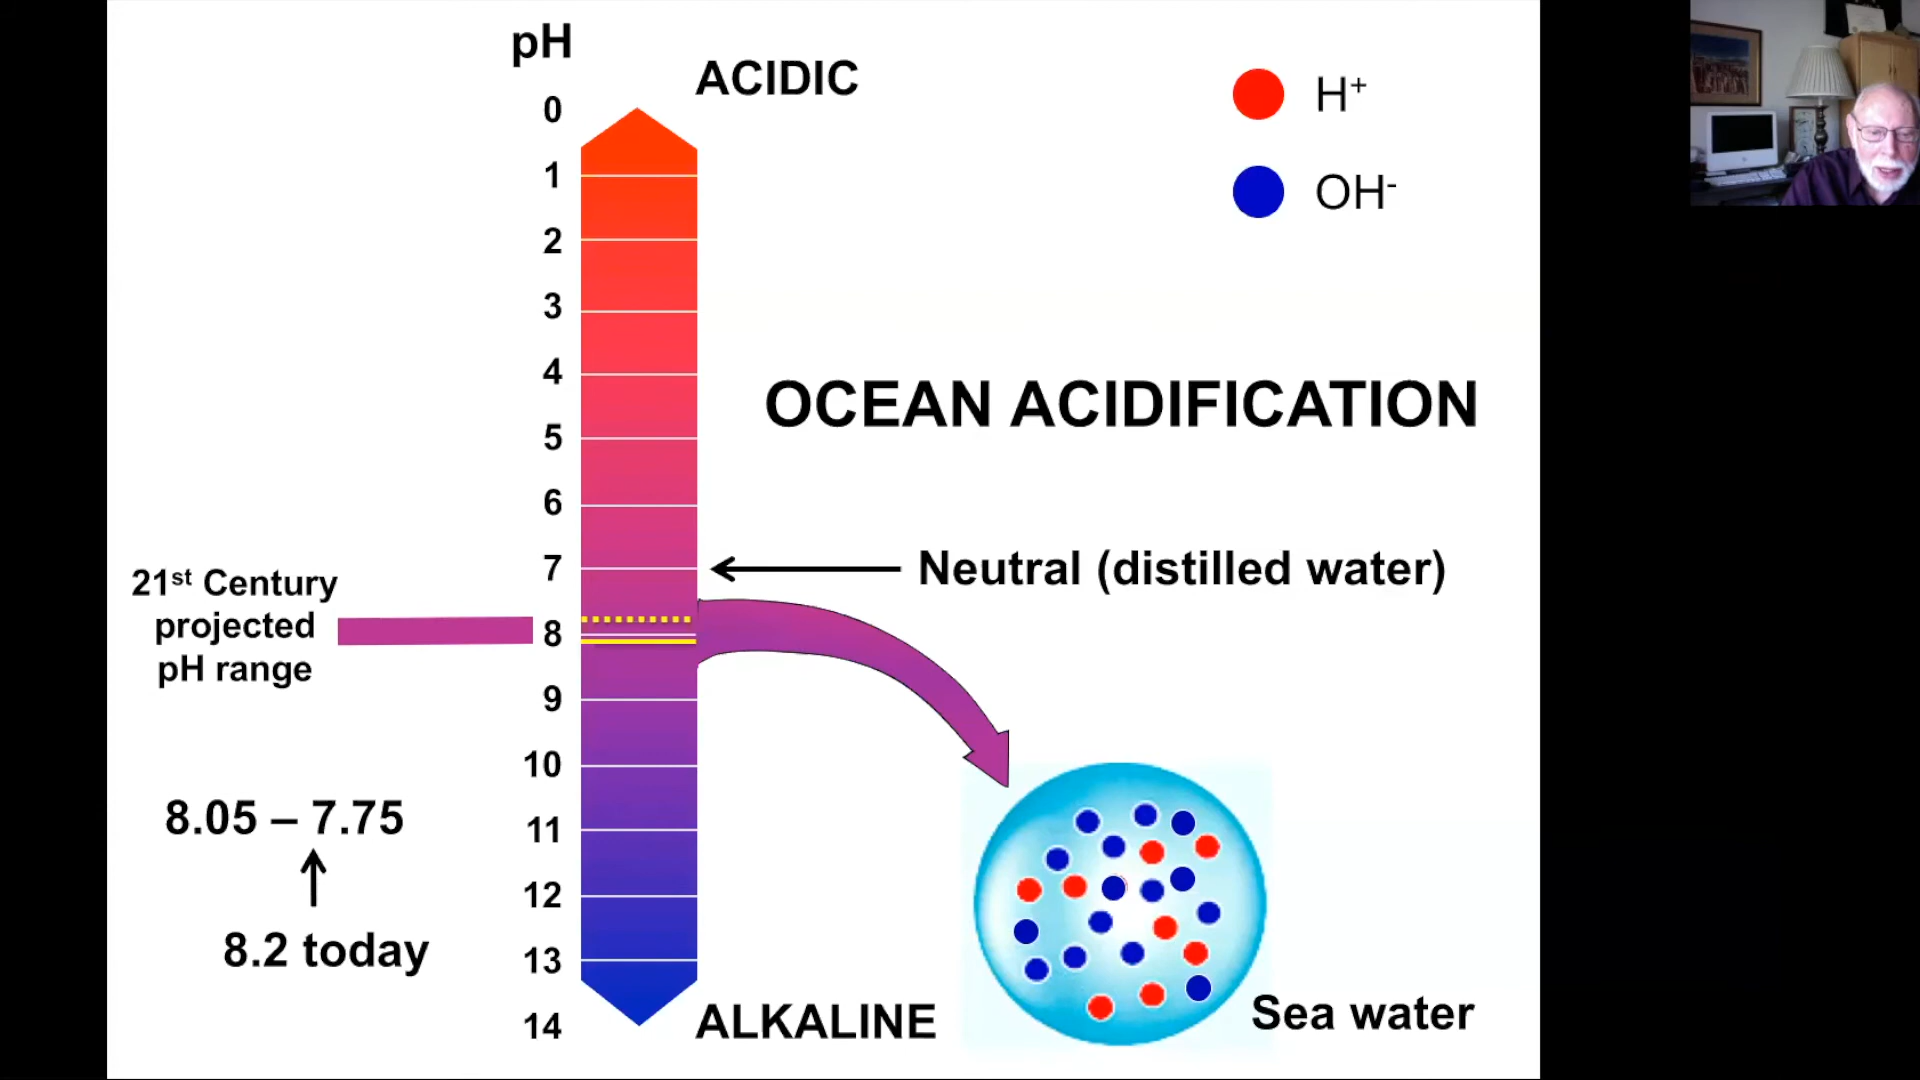 pH
ACIDIC
0
1
2
3
4
5
6
7
8
9
10
11
12
13
14
H⁺
OH⁻
OCEAN ACIDIFICATION
Neutral (distilled water)
21ˢᵗ Century
projected
pH range
8.05 – 7.75
8.2 today
ALKALINE
Sea water